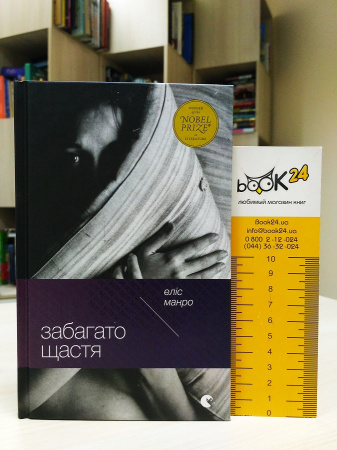 NOBEL PRIZE
еліс
манро
забагато
щастя
bOOK24
любимый магазин книг
Book24.ua
info@book24.ua
0 800 2-12-024
(044) 36-32-024
10
9
8
7
6
5
4
3
2
1
0